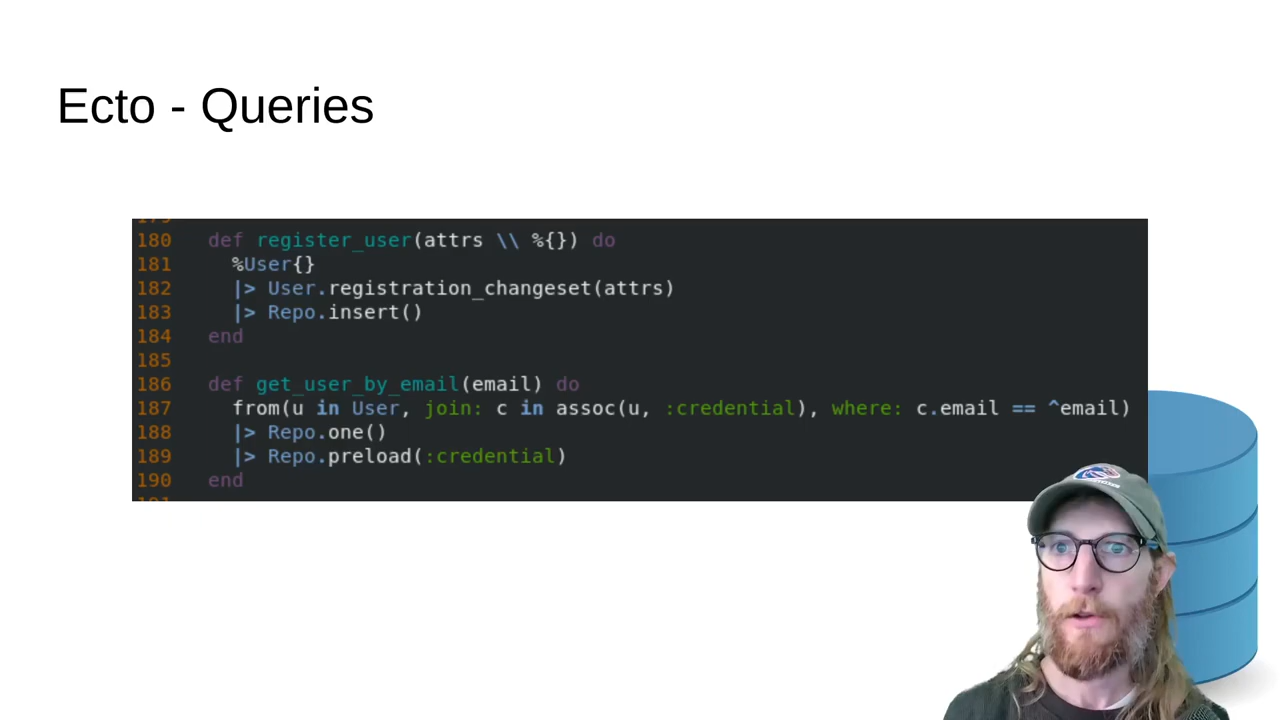 Ecto - Queries
180 def register_user(attrs \\ %{}) do
181 %User{}
182 |> User.registration_changeset(attrs)
183 |> Repo.insert()
184 end
185
186 def get_user_by_email(email) do
187 from(u in User, join: c in assoc(u, :credential), where: c.email == ^email)
188 |> Repo.one()
189 |> Repo.preload(:credential)
190 end